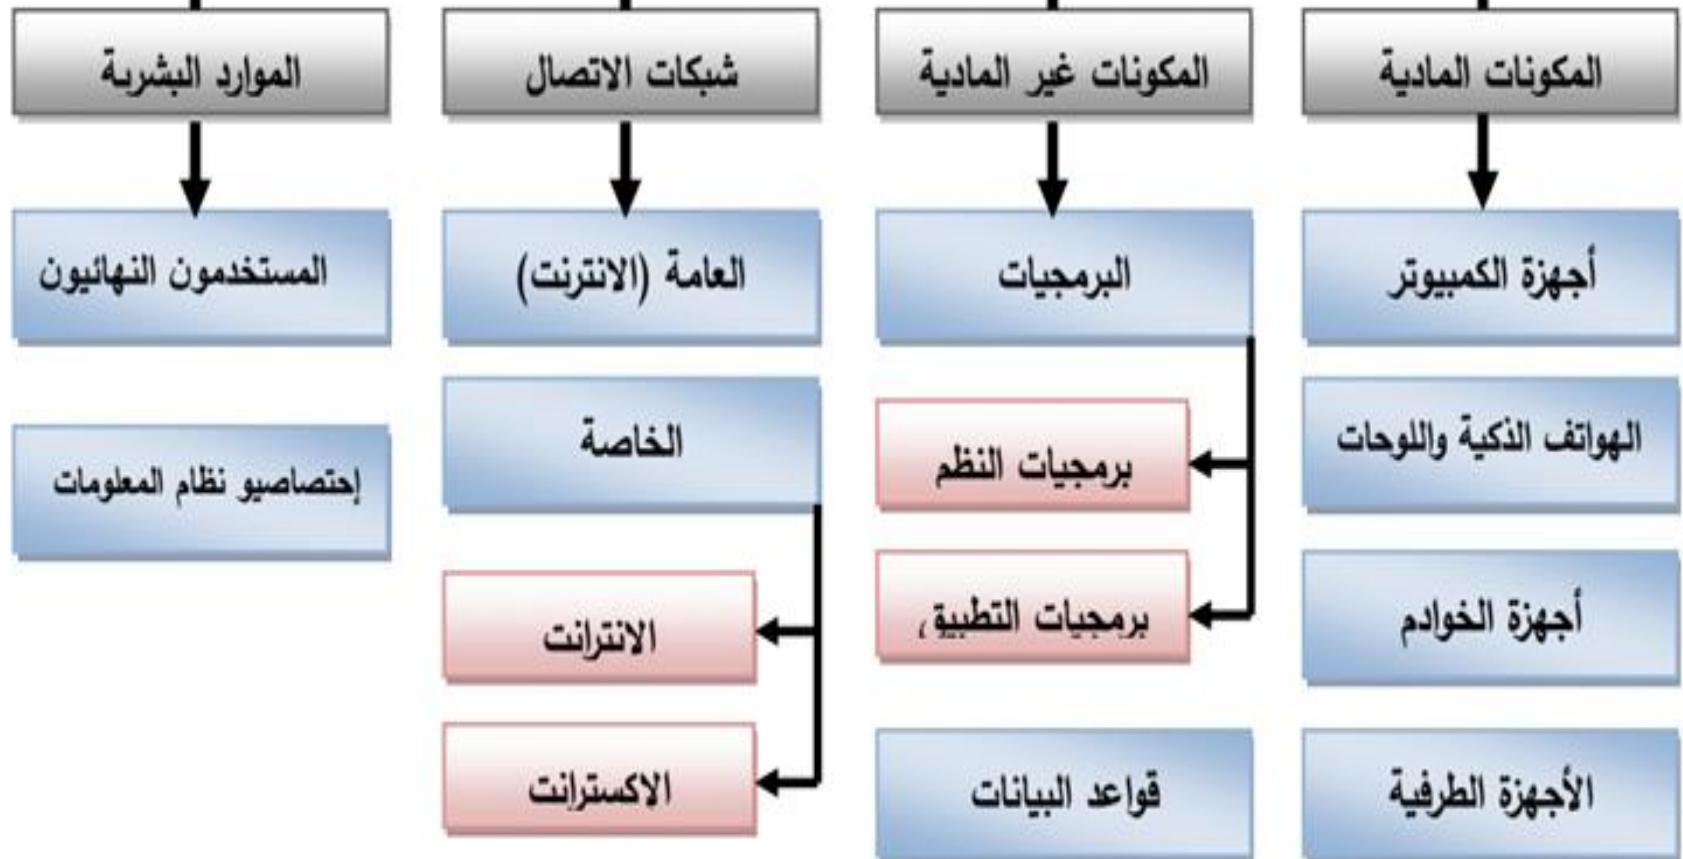 المكونات المادية
المكونات غير المادية
شبكات الاتصال
الموارد البشرية
أجهزة الكمبيوتر
الهواتف الذكية واللوحات
أجهزة الخوادم
الأجهزة الطرفية
البرمجيات
برمجيات النظم
برمجيات التطبيق
قواعد البيانات
العامة (الانترنت)
الخاصة
الانترانت
الاكسترانت
المستخدمون النهائيون
إحتصاصيو نظام المعلومات